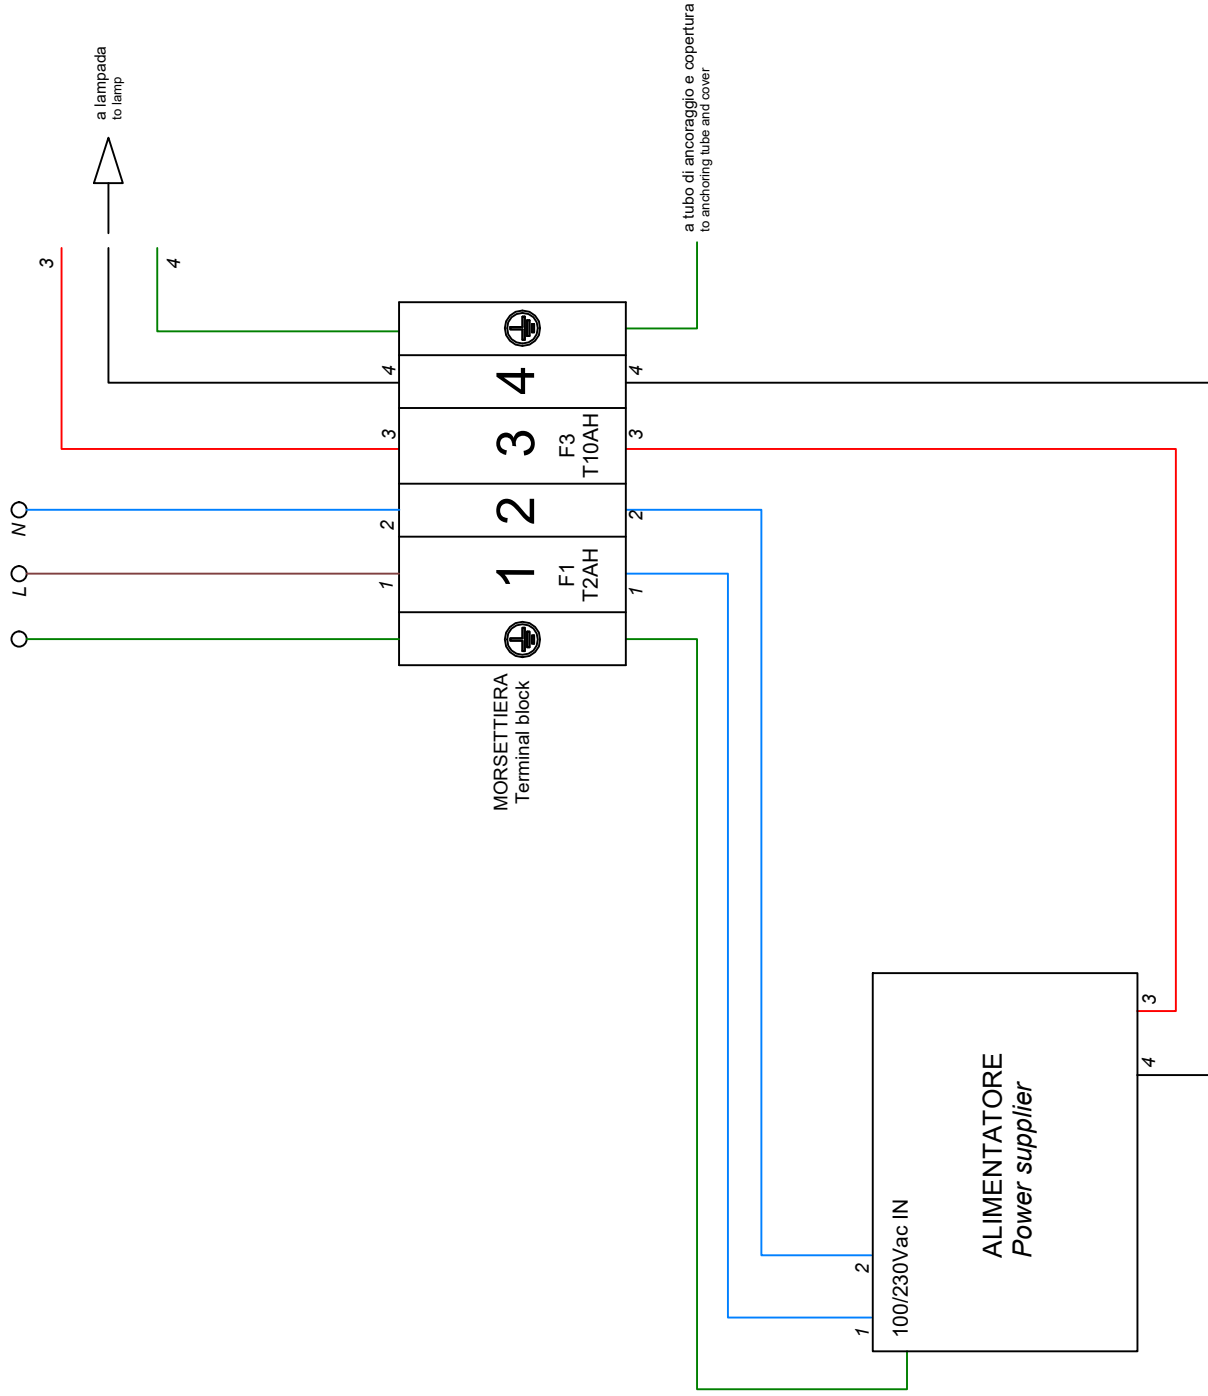 a lampada
to lamp
3
4
a tubo di ancoraggio e copertura
to anchoring tube and cover
N
L
4
3
2
1
4
3
F3
T10AH
2
1
F1
T2AH
4
3
2
1
MORSETTIERA
Terminal block
1
2
100/230Vac IN
ALIMENTATORE
Power supplier
4
3